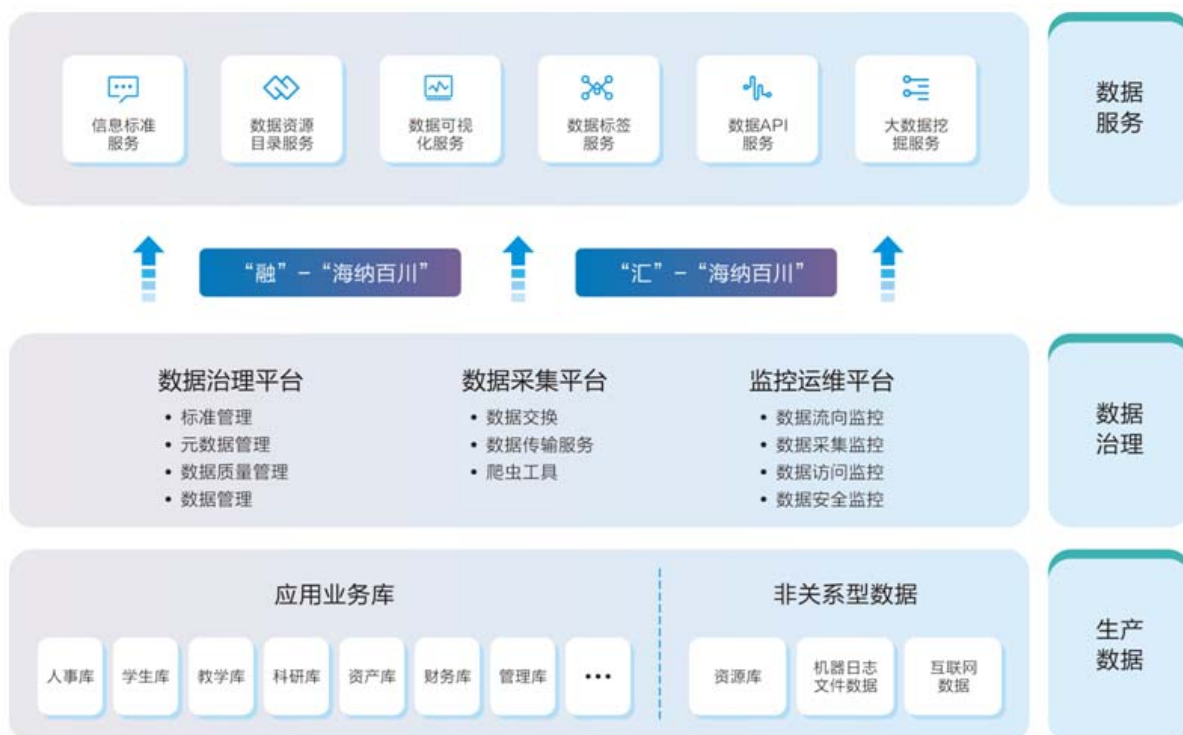 信息标准
服务
数据资源
目录服务
数据可视
化服务
数据标签
服务
数据API
服务
大数据挖
掘服务
数据
服务
“融” – “海纳百川”
“汇” – “海纳百川”
数据治理平台
• 标准管理
• 元数据管理
• 数据质量管理
• 数据管理
数据采集平台
• 数据交换
• 数据传输服务
• 爬虫工具
监控运维平台
• 数据流向监控
• 数据采集监控
• 数据访问监控
• 数据安全监控
数据
治理
应用业务库
人事库
学生库
教学库
科研库
资产库
财务库
管理库
•••
非关系型数据
资源库
机器日志
文件数据
互联网
数据
生产
数据